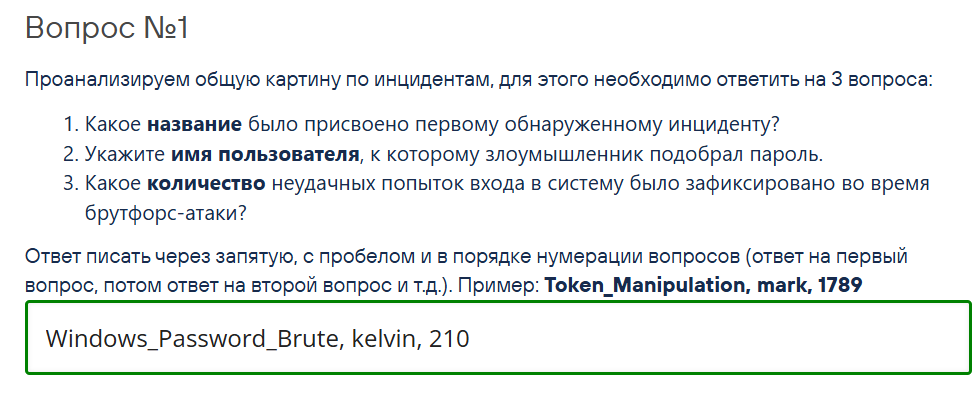 Вопрос №1
Проанализируем общую картину по инцидентам, для этого необходимо ответить на 3 вопроса:
1. Какое название было присвоено первому обнаруженному инциденту?
2. Укажите имя пользователя, к которому злоумышленник подобрал пароль.
3. Какое количество неудачных попыток входа в систему было зафиксировано во время
брутфорс-атаки?
Ответ писать через запятую, с пробелом и в порядке нумерации вопросов (ответ на первый
вопрос, потом ответ на второй вопрос и т.д.). Пример: Token_Manipulation, mark, 1789
Windows_Password_Brute, kelvin, 210